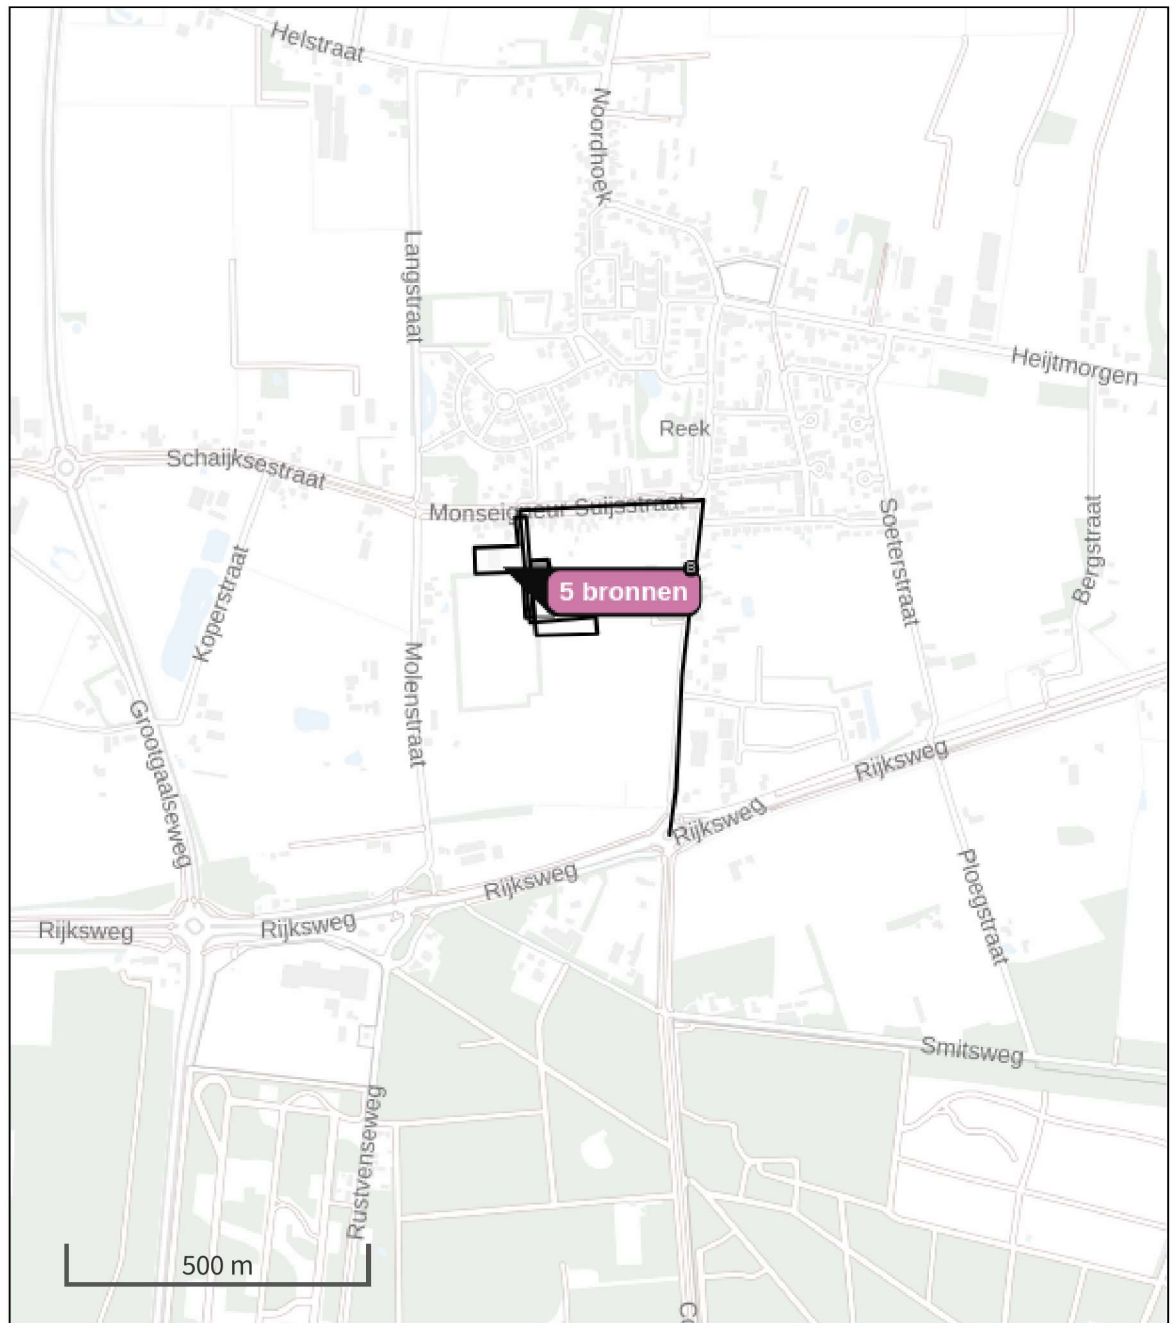 Helstraat
Noordhoek
Langstraat
Heijtmorgen
Reek
Schaijksestraat
Monseigneur Suijsstraat
Soeterstraat
Bergstraat
Koperstraat
B
5 bronnen
Molenstraat
Grootgaalseweg
Rijksweg
Rijksweg
Rijksweg
Ploegstraat
Rijksweg
Rijksweg
Smitsweg
Rustvenseweg
500 m